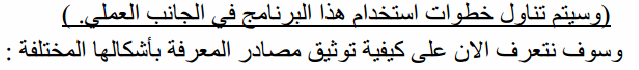 (وسيتم تناول خطوات استخدام هذا البرنامج في الجانب العملي. )
وسوف نتعرف الان على كيفية توثيق مصادر المعرفة بأشكالها المختلفة :